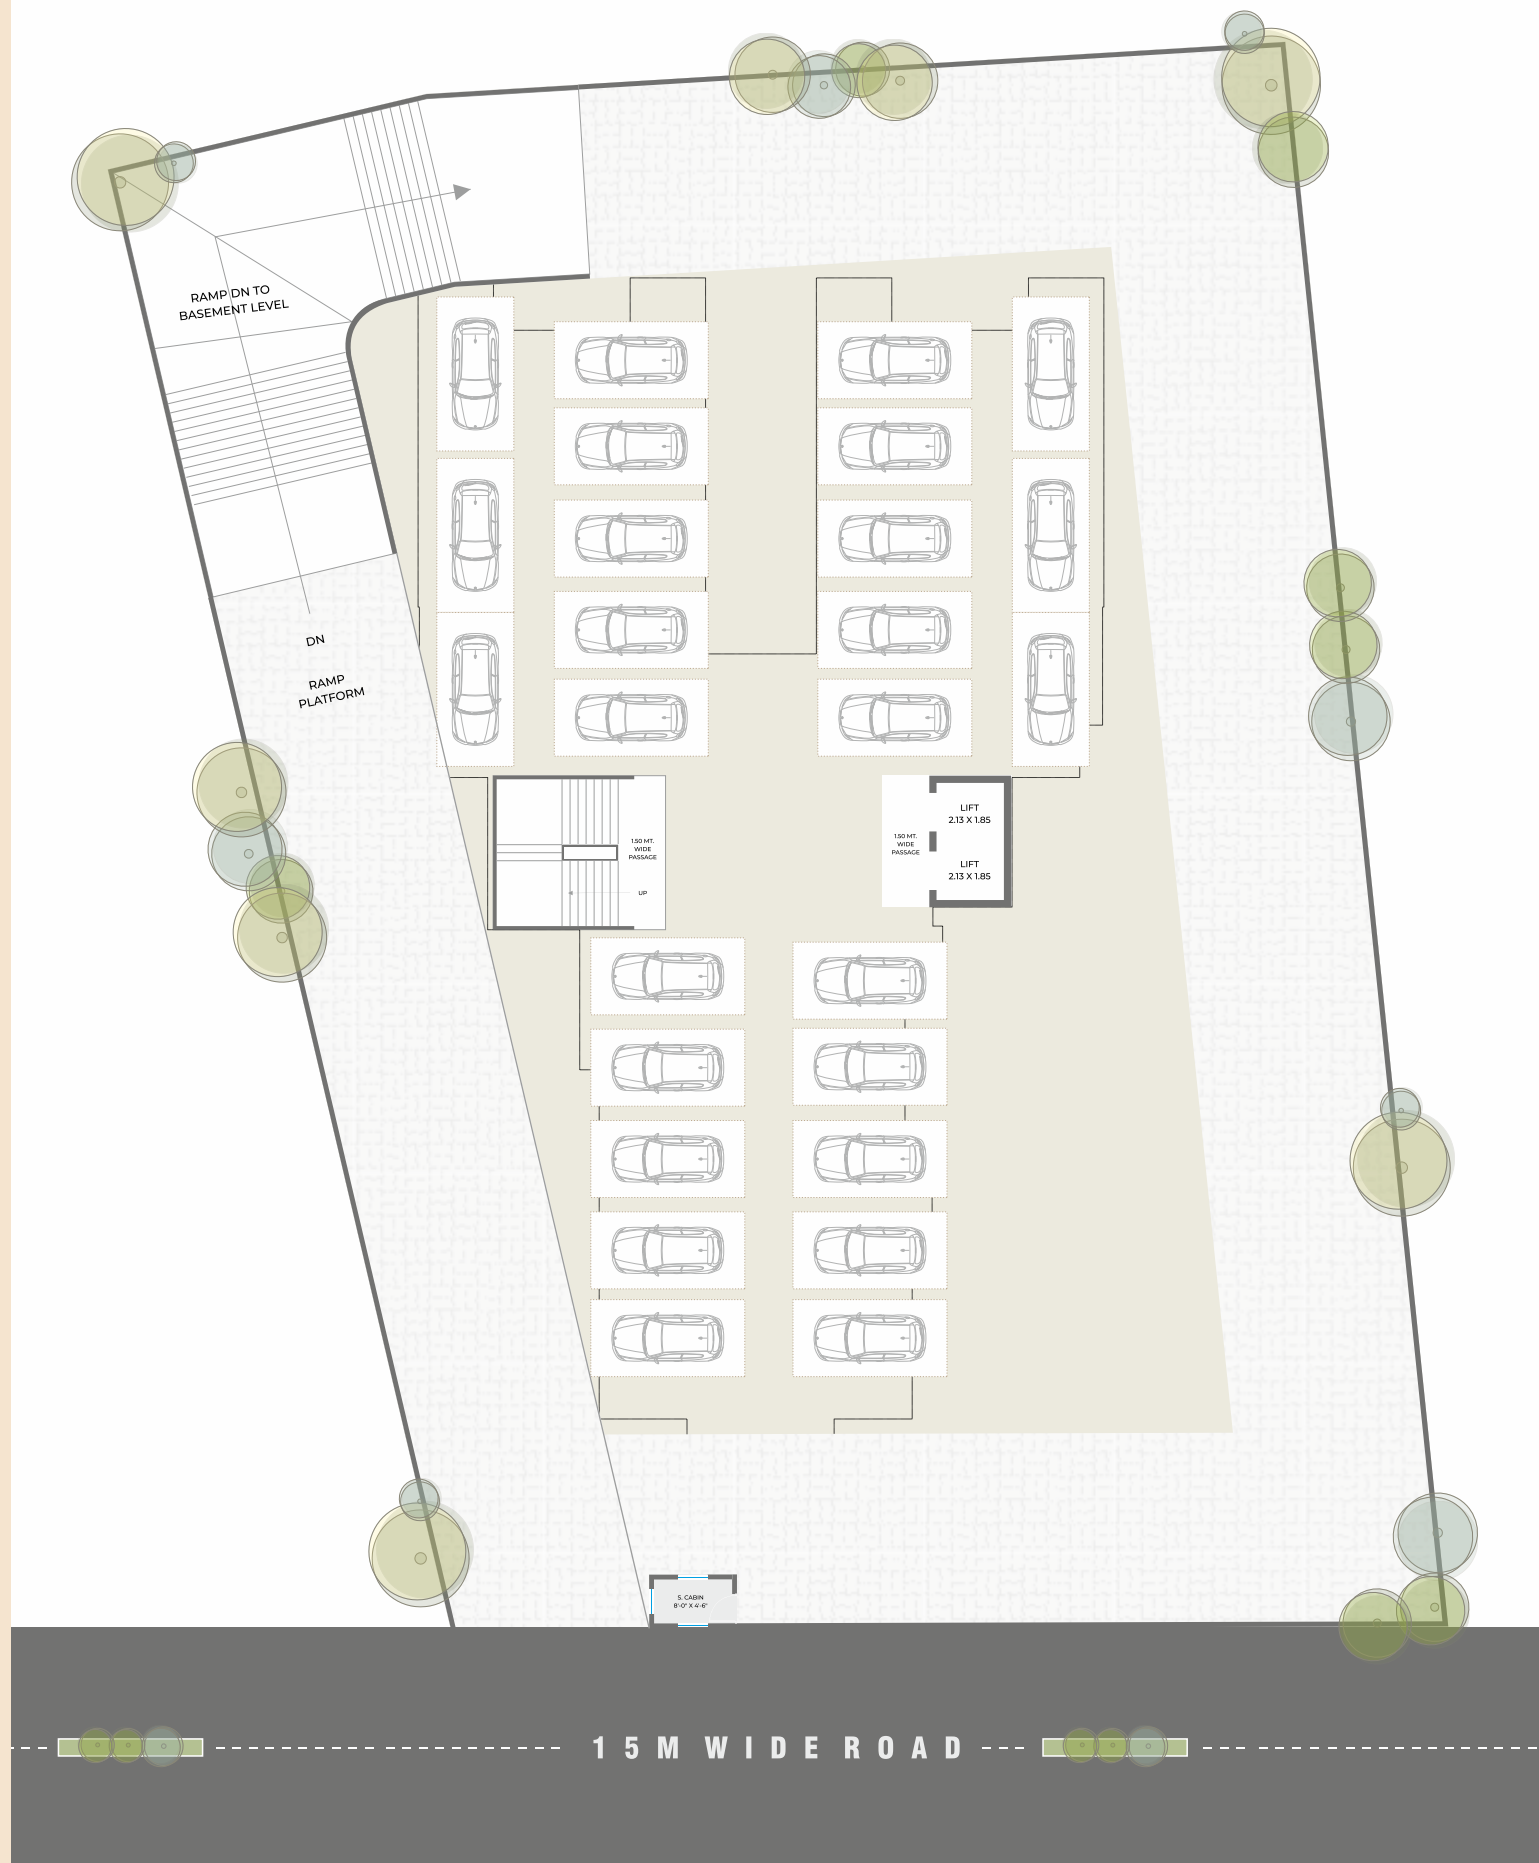 RAMP DN TO
BASEMENT LEVEL
DN
RAMP
PLATFORM
1.50 MT.
WIDE
PASSAGE
UP
1.50 MT.
WIDE
PASSAGE
LIFT
2.13 X 1.85
LIFT
2.13 X 1.85
S. CABIN
8'-0" X 4'-6"
15M WIDE ROAD